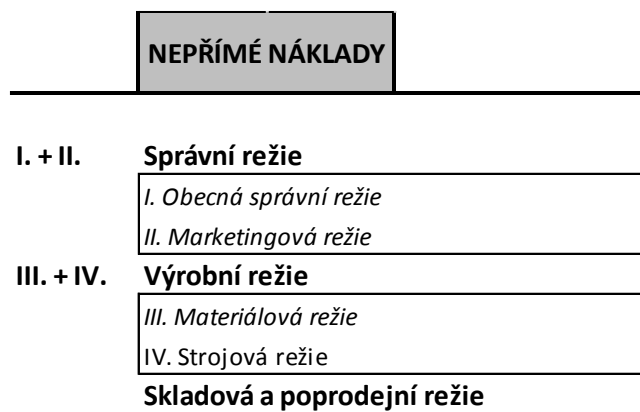 NEPŘÍMÉ NÁKLADY
I. + II. Správní režie
I. Obecná správní režie
II. Marketingová režie
III. + IV. Výrobní režie
III. Materiálová režie
IV. Strojová režie
Skladová a poprodejní režie